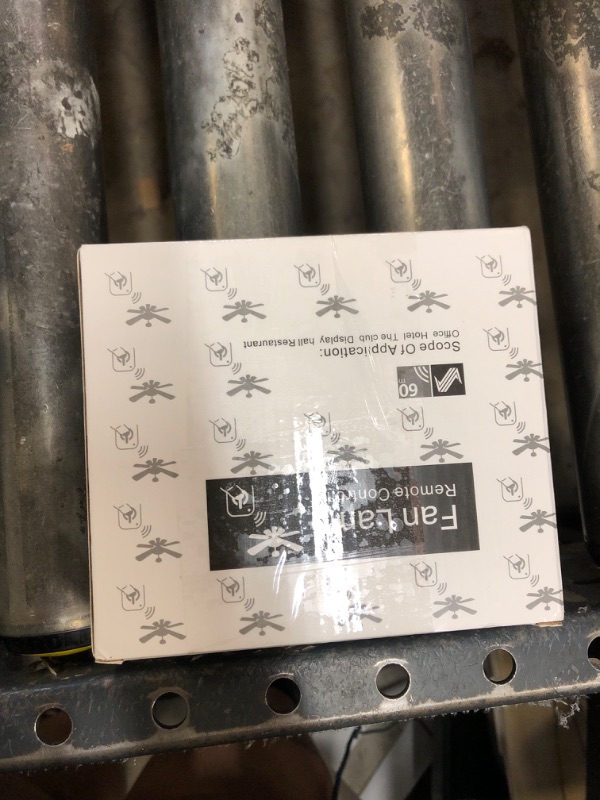 Fan Lamp
Remote Control
60
m
Scope Of Application:
Office Hotel The club Display hall Restaurant